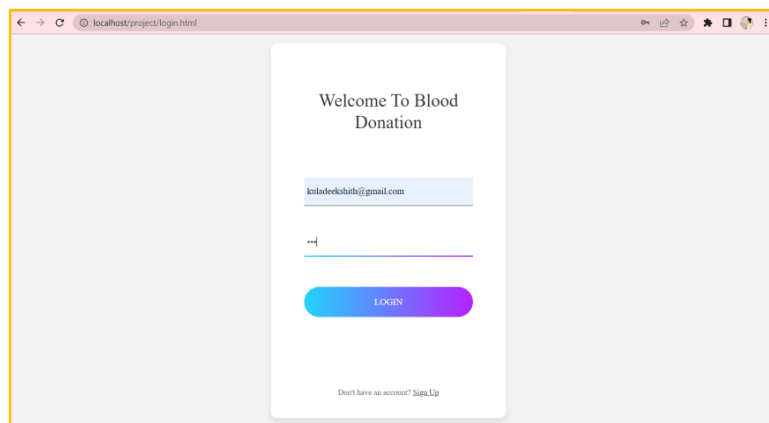 localhost/project/login.html
Welcome To Blood
Donation
kuladeekshith@gmail.com
•••
LOGIN
Don't have an account? Sign Up